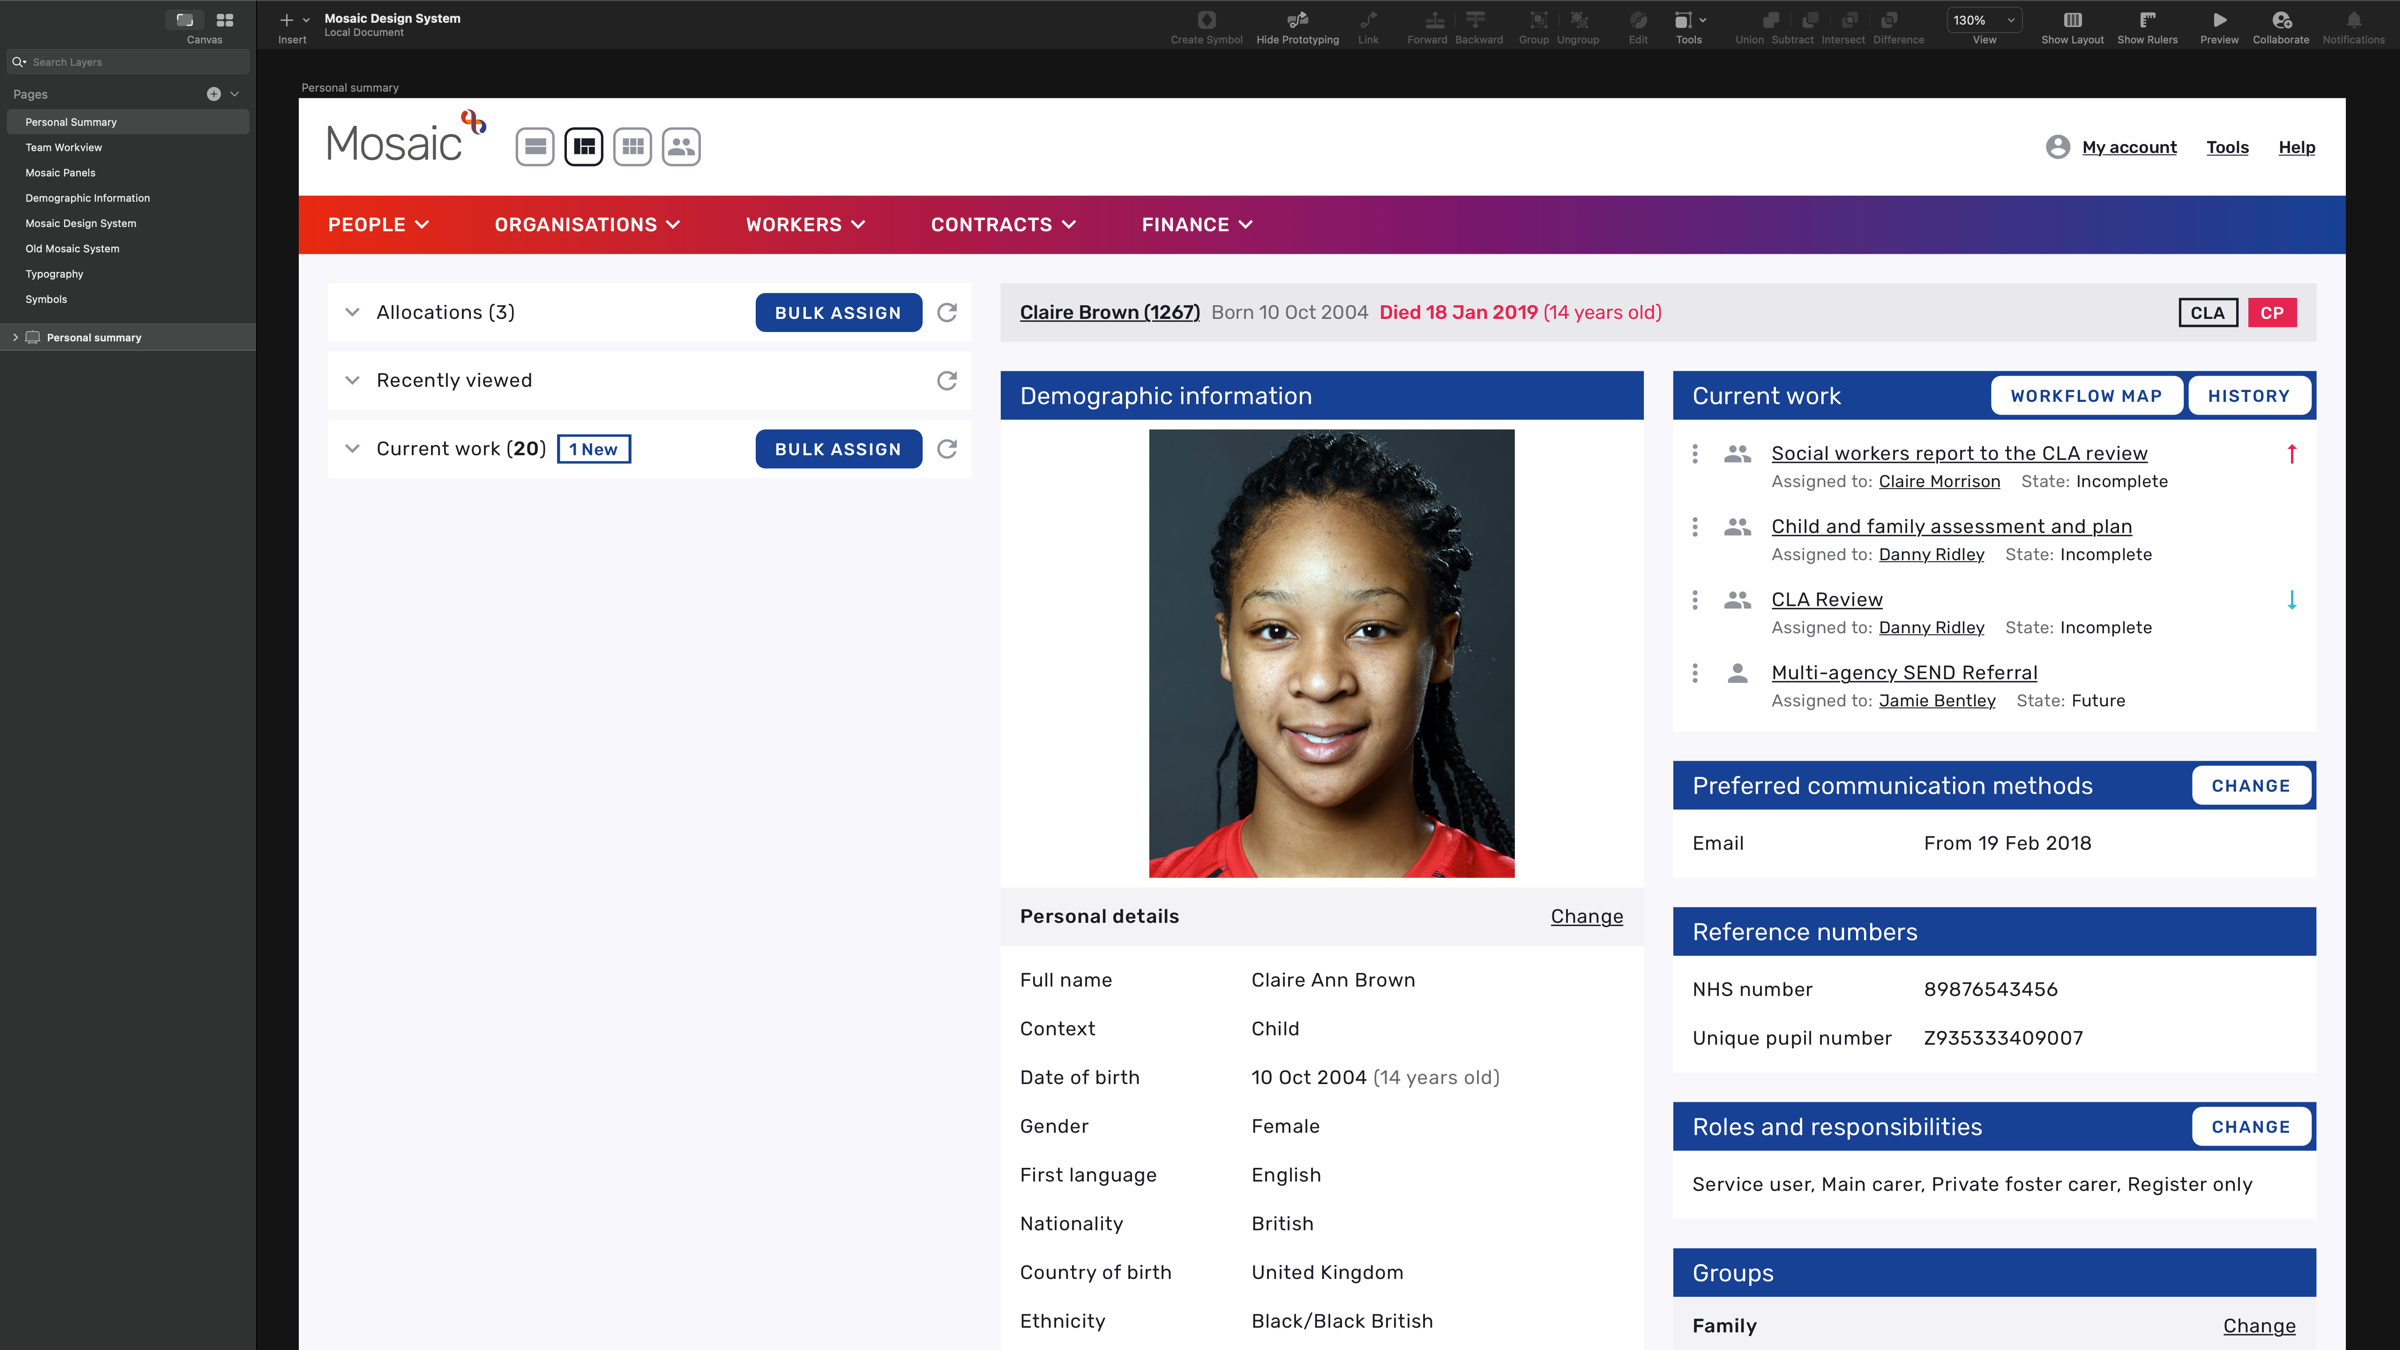 Canvas
Insert
Mosaic Design System
Local Document
Create Symbol
Hide Prototyping
Link
Forward
Backward
Group
Ungroup
Edit
Tools
Union
Subtract
Intersect
Difference
130%
View
Show Layout
Show Rulers
Preview
Collaborate
Notifications
Search Layers
Pages
Personal Summary
Team Workview
Mosaic Panels
Demographic Information
Mosaic Design System
Old Mosaic System
Typography
Symbols
Personal summary
Personal summary
Mosaic
My account
Tools
Help
PEOPLE
ORGANISATIONS
WORKERS
CONTRACTS
FINANCE
Allocations (3)
BULK ASSIGN
Recently viewed
Current work (20)
1 New
BULK ASSIGN
Claire Brown (1267) Born 10 Oct 2004 Died 18 Jan 2019 (14 years old)
CLA
CP
Demographic information
Personal details
Change
Full name Claire Ann Brown
Context Child
Date of birth 10 Oct 2004 (14 years old)
Gender Female
First language English
Nationality British
Country of birth United Kingdom
Ethnicity Black/Black British
Current work
WORKFLOW MAP
HISTORY
Social workers report to the CLA review
Assigned to: Claire Morrison State: Incomplete
Child and family assessment and plan
Assigned to: Danny Ridley State: Incomplete
CLA Review
Assigned to: Danny Ridley State: Incomplete
Multi-agency SEND Referral
Assigned to: Jamie Bentley State: Future
Preferred communication methods
CHANGE
Email From 19 Feb 2018
Reference numbers
NHS number 89876543456
Unique pupil number Z935333409007
Roles and responsibilities
CHANGE
Service user, Main carer, Private foster carer, Register only
Groups
Family
Change